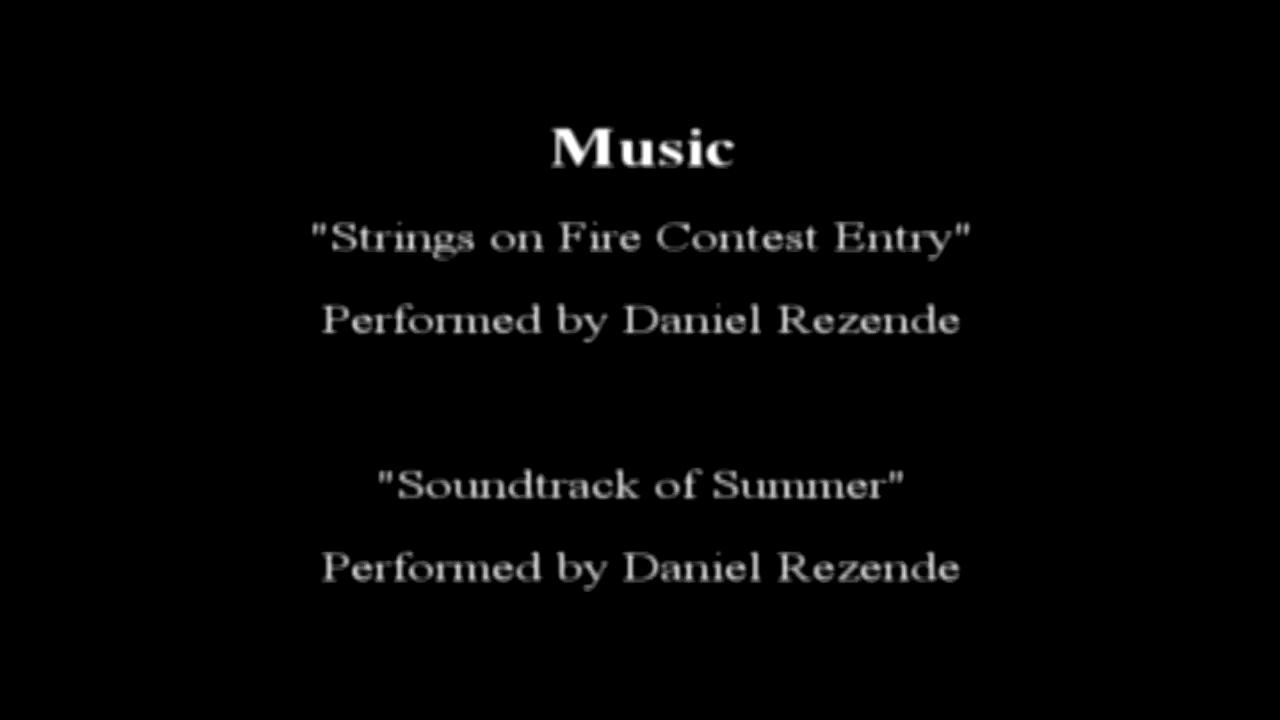 Music
"Strings on Fire Contest Entry"
Performed by Daniel Rezende
"Soundtrack of Summer"
Performed by Daniel Rezende